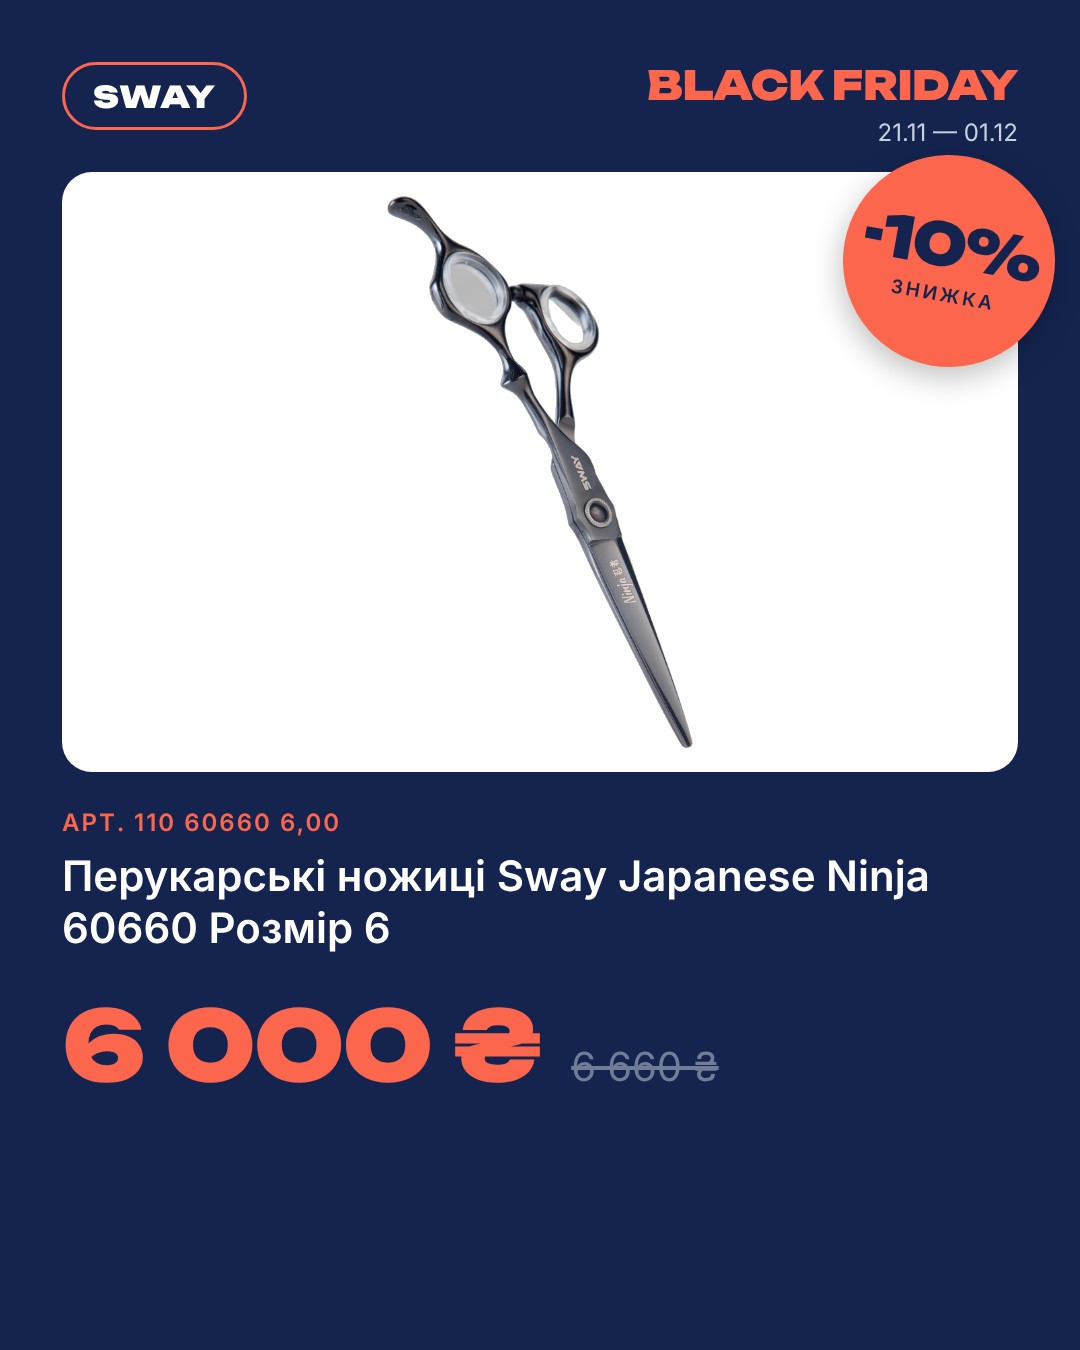 SWAY
BLACK FRIDAY
21.11 — 01.12
-10%
ЗНИЖКА
SWAY
Ninja
АРТ. 110 60660 6,00
Перукарські ножиці Sway Japanese Ninja
60660 Розмір 6
6 000 ₴
6 660 ₴